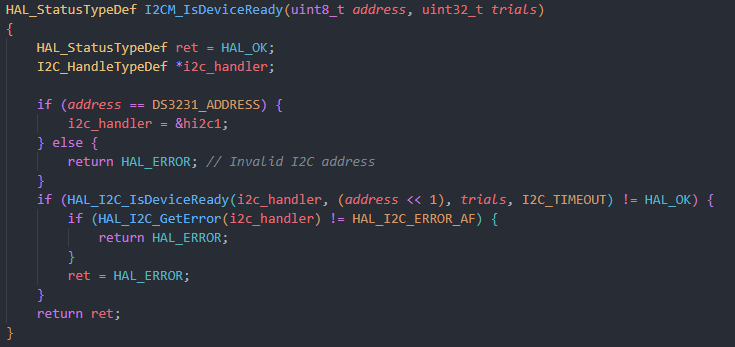 HAL_StatusTypeDef I2CM_IsDeviceReady(uint8_t address, uint32_t trials)
{
    HAL_StatusTypeDef ret = HAL_OK;
    I2C_HandleTypeDef *i2c_handler;

    if (address == DS3231_ADDRESS) {
        i2c_handler = &hi2c1;
    } else {
        return HAL_ERROR; // Invalid I2C address
    }
    if (HAL_I2C_IsDeviceReady(i2c_handler, (address << 1), trials, I2C_TIMEOUT) != HAL_OK) {
        if (HAL_I2C_GetError(i2c_handler) != HAL_I2C_ERROR_AF) {
            return HAL_ERROR;
        }
        ret = HAL_ERROR;
    }
    return ret;
}